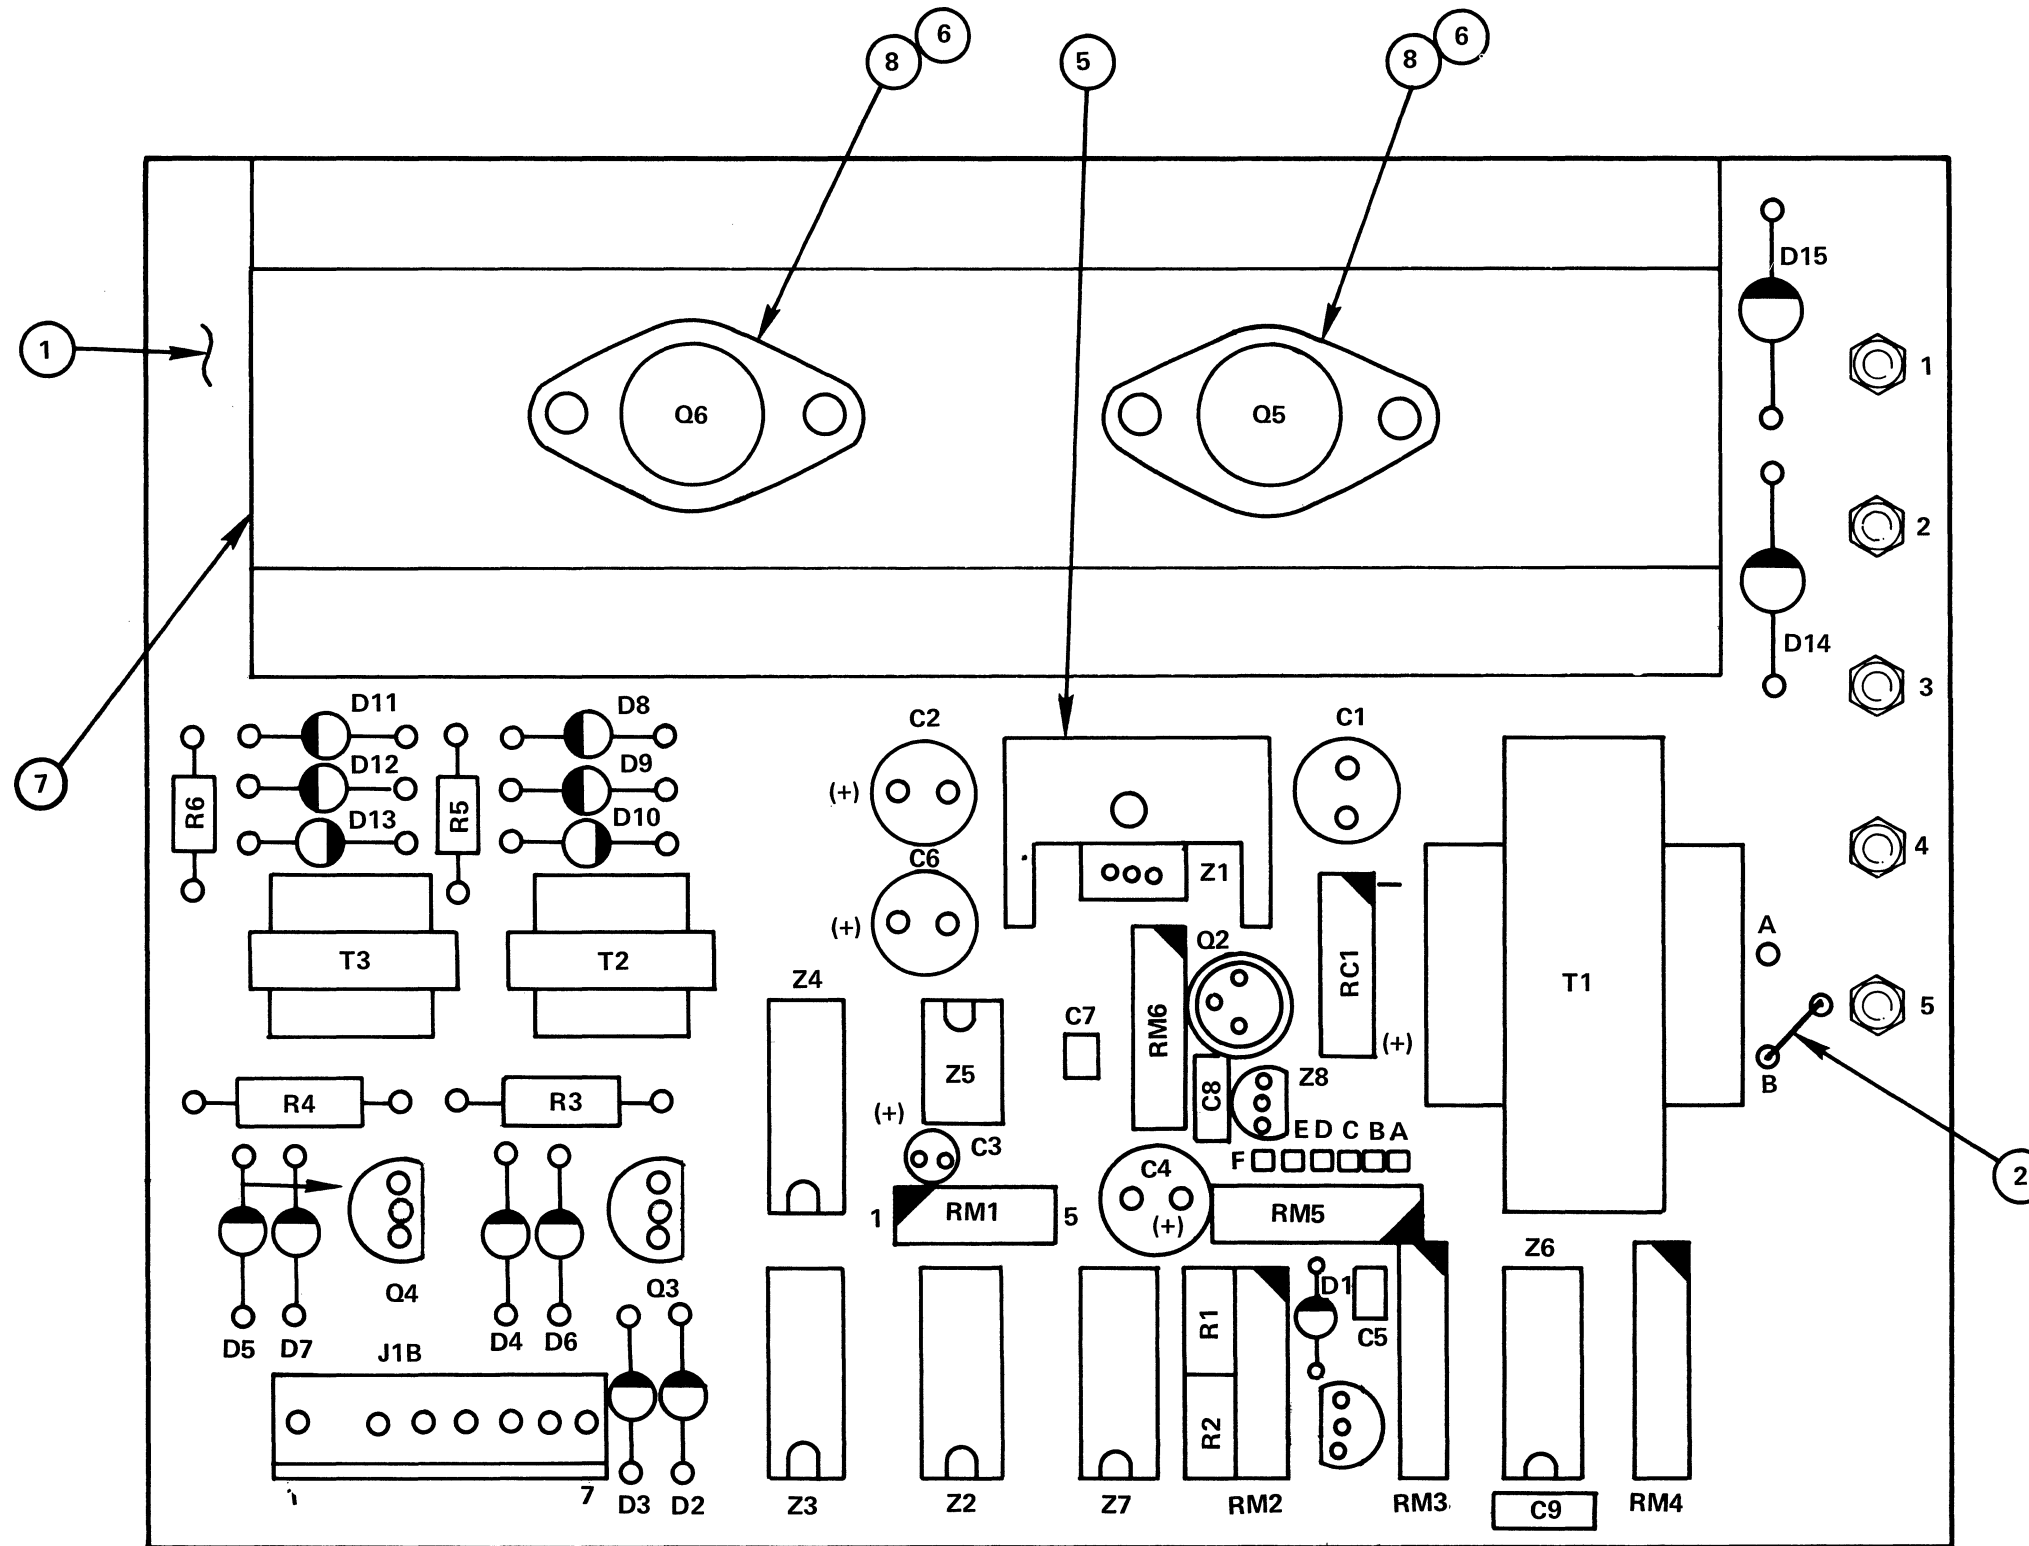 6
8
5
6
8
D15
1
1
Q6
Q5
2
D14
3
7
D11
D8
C2
C1
D12
D9
(+)
R6
R5
D13
D10
4
C6
Z1
(+)
A
Q2
T3
T2
Z4
RC1
T1
C7
RM6
5
(+)
Z5
Z8
B
R4
R3
C8
(+)
E D C B A
C3
F
C4
2
1
RM1
5
(+)
RM5
Z6
Q4
Q3
D1
R1
D5
D7
D4
D6
C5
J1B
R2
7
D3
D2
Z3
Z2
Z7
RM2
RM3
C9
RM4